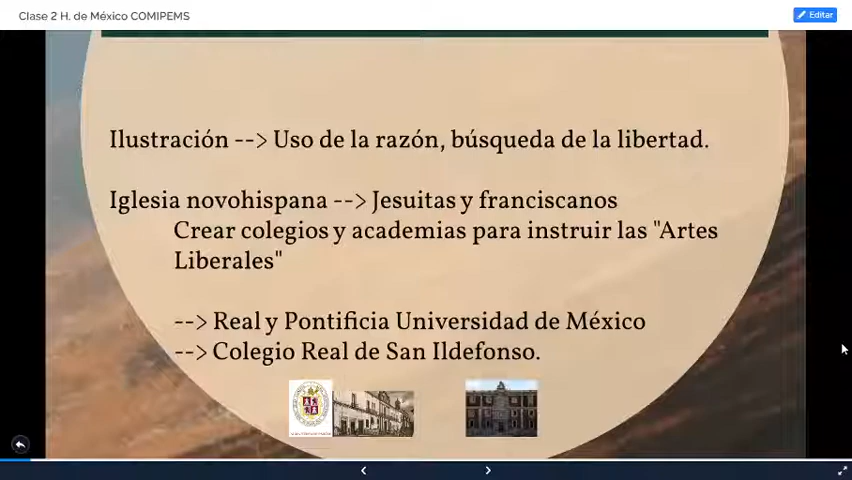 Clase 2 H. de México COMIPEMS
Editar
Ilustración --> Uso de la razón, búsqueda de la libertad.
Iglesia novohispana --> Jesuitas y franciscanos
Crear colegios y academias para instruir las "Artes
Liberales"
--> Real y Pontificia Universidad de México
--> Colegio Real de San Ildefonso.